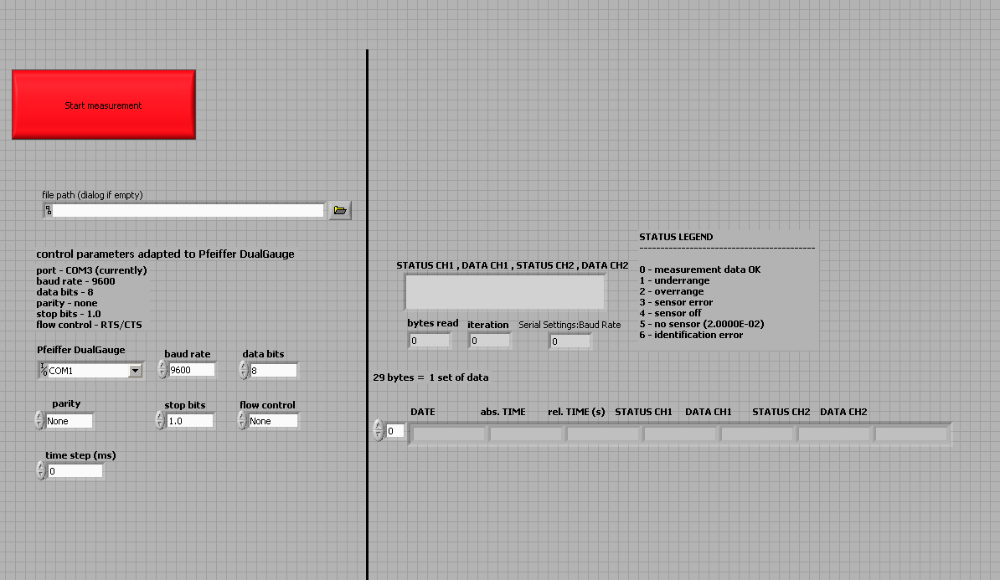 Start measurement
file path (dialog if empty)
control parameters adapted to Pfeiffer DualGauge
port - COM3 (currently)
baud rate - 9600
data bits - 8
parity - none
stop bits - 1.0
flow control - RTS/CTS
Pfeiffer DualGauge
baud rate
data bits
COM1
9600
8
parity
stop bits
flow control
None
1.0
None
time step (ms)
0
STATUS LEGEND
------------------------------------------
0 - measurement data OK
1 - underrange
2 - overrange
3 - sensor error
4 - sensor off
5 - no sensor (2.0000E-02)
6 - identification error
STATUS CH1 , DATA CH1 , STATUS CH2 , DATA CH2
bytes read
iteration
Serial Settings:Baud Rate
0
0
0
29 bytes = 1 set of data
DATE
abs. TIME
rel. TIME (s)
STATUS CH1
DATA CH1
STATUS CH2
DATA CH2
0